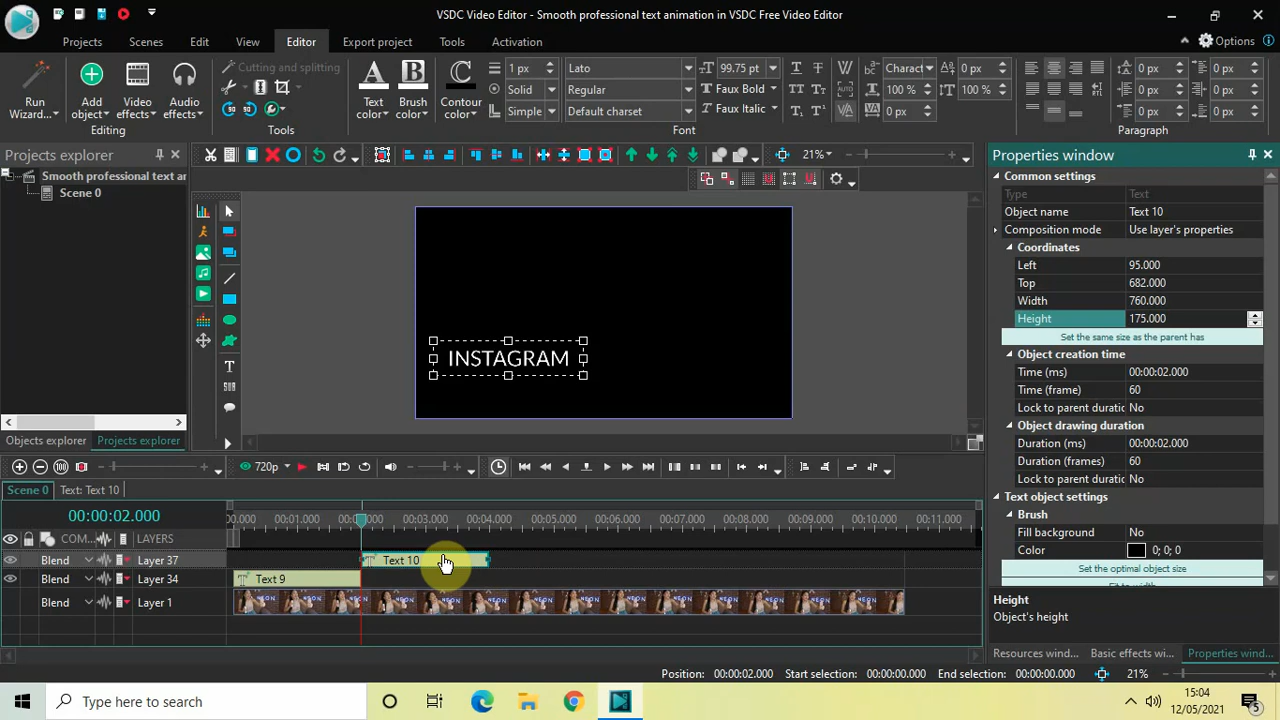 VSDC Video Editor - Smooth professional text animation in VSDC Free Video Editor
Projects Scenes Edit View Editor Export project Tools Activation
Options
Run Wizard...
Add object
Video effects
Audio effects
Cutting and splitting
Editing
Tools
Text color
Brush color
Contour color
1 px
Solid
Simple
Lato
Regular
Default charset
99.75 pt
Faux Bold
Faux Italic
Font
Charact
100 %
0 px
0 px
100 %
0 px
0 px
0 px
0 px
0 px
0 px
Paragraph
Projects explorer
Smooth professional text ar
Scene 0
Objects explorer Projects explorer
21%
INSTAGRAM
Properties window
Common settings
Type Text
Object name Text 10
Composition mode Use layer's properties
Coordinates
Left 95.000
Top 682.000
Width 760.000
Height 175.000
Set the same size as the parent has
Object creation time
Time (ms) 00:00:02.000
Time (frame) 60
Lock to parent duratic No
Object drawing duration
Duration (ms) 00:00:02.000
Duration (frames) 60
Lock to parent duratic No
Text object settings
Brush
Fill background No
Color 0; 0; 0
Set the optimal object size
Height
Object's height
Resources wind... Basic effects wi... Properties wind...
720p
Scene 0 Text: Text 10
00:00:02.000
00:01.000 00:03.000 00:04.000 00:05.000 00:06.000 00:07.000 00:08.000 00:09.000 00:10.000 00:11.000
COM... LAYERS
Blend Layer 37 Text 10
Blend Layer 34 Text 9
Blend Layer 1
Position: 00:00:02.000 Start selection: 00:00:00.000 End selection: 00:00:00.000 21%
Type here to search
15:04
12/05/2021
5